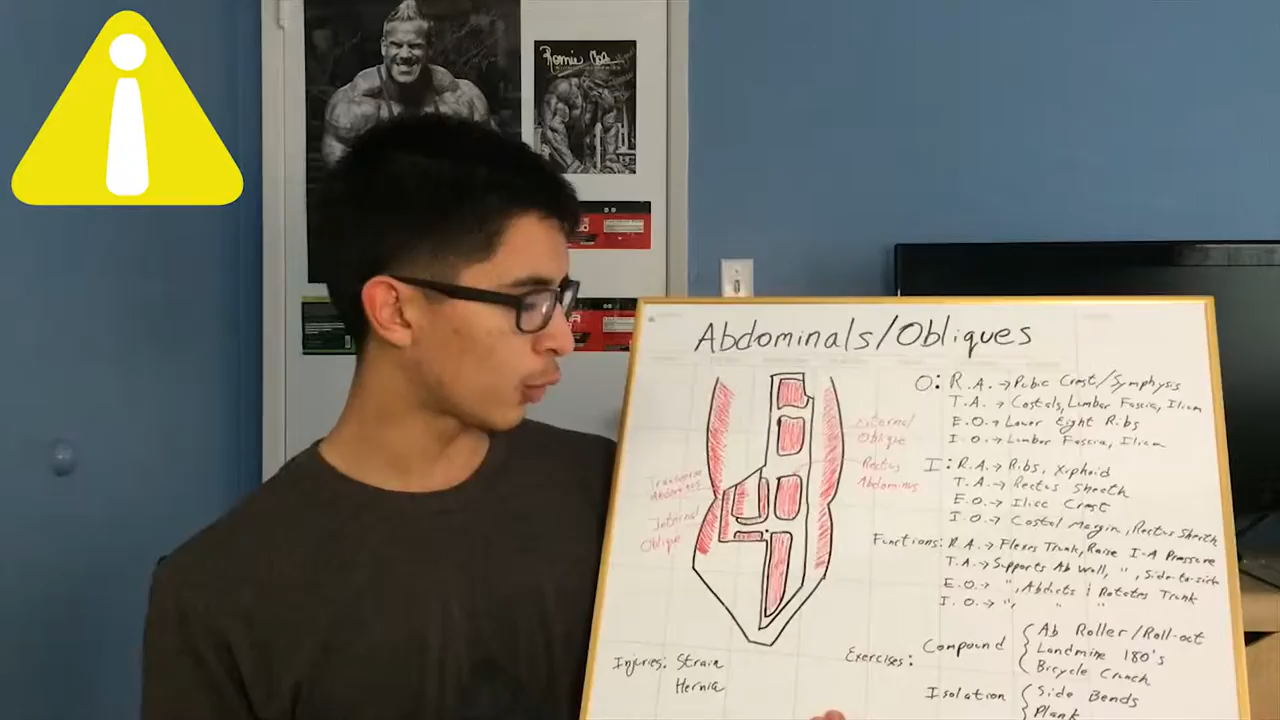 Ronnie
Abdominals/Obliques
O: R.A. → Pubic Crest/Symphysis
T.A. → Costals, Lumbar Fascia, Ilium
E.O. → Lower Eight Ribs
I.O. → Lumbar Fascia, Ilium
I: R.A. → Ribs, Xiphoid
T.A. → Rectus Sheath
E.O. → Iliac Crest
I.O. → Costal Margin, Rectus Sheath
Functions: R.A. → Flexes Trunk, Raise I-A Pressure
T.A. → Supports Ab Wall, ", Side-to-side
E.O. → ", Abducts & Rotates Trunk
I.O. → ", " "
External
Oblique
Rectus
Abdominus
Transverse
Abdominus
Internal
Oblique
Injuries: Strain
Hernia
Exercises: Compound { Ab Roller/Roll-out
Landmine 180's
Bicycle Crunch
Isolation { Side Bends
Plank